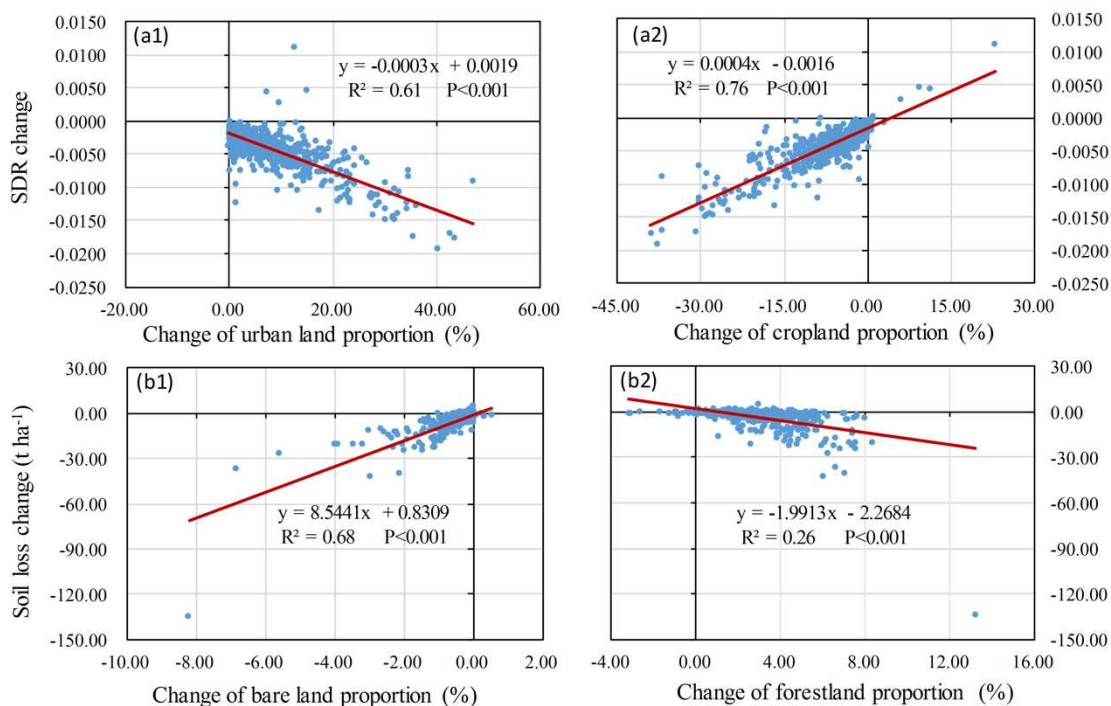 (a1)
y = -0.0003x + 0.0019
R² = 0.61 P<0.001
0.0150
0.0100
0.0050
0.0000
-0.0050
-0.0100
-0.0150
-0.0200
-0.0250
SDR change
-20.00 0.00 20.00 40.00 60.00
Change of urban land proportion (%)
(a2)
y = 0.0004x - 0.0016
R² = 0.76 P<0.001
0.0150
0.0100
0.0050
0.0000
-0.0050
-0.0100
-0.0150
-0.0200
-0.0250
-45.00 -30.00 -15.00 0.00 15.00 30.00
Change of cropland proportion (%)
(b1)
y = 8.5441x + 0.8309
R² = 0.68 P<0.001
30.00
0.00
-30.00
-60.00
-90.00
-120.00
-150.00
Soil loss change (t ha⁻¹)
-10.00 -8.00 -6.00 -4.00 -2.00 0.00 2.00
Change of bare land proportion (%)
(b2)
y = -1.9913x - 2.2684
R² = 0.26 P<0.001
30.00
0.00
-30.00
-60.00
-90.00
-120.00
-150.00
-4.00 0.00 4.00 8.00 12.00 16.00
Change of forestland proportion (%)